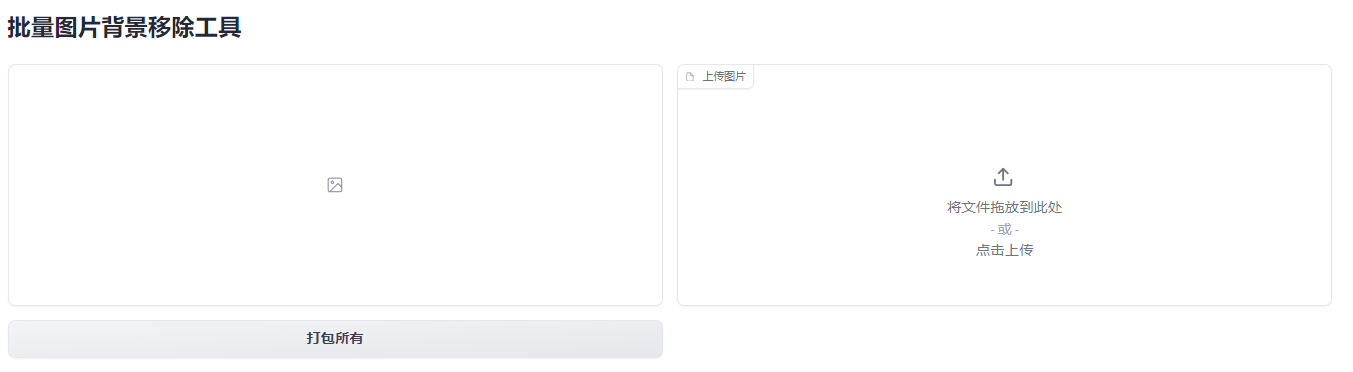 批量图片背景移除工具
上传图片
将文件拖放到此处
- 或 -
点击上传
打包所有